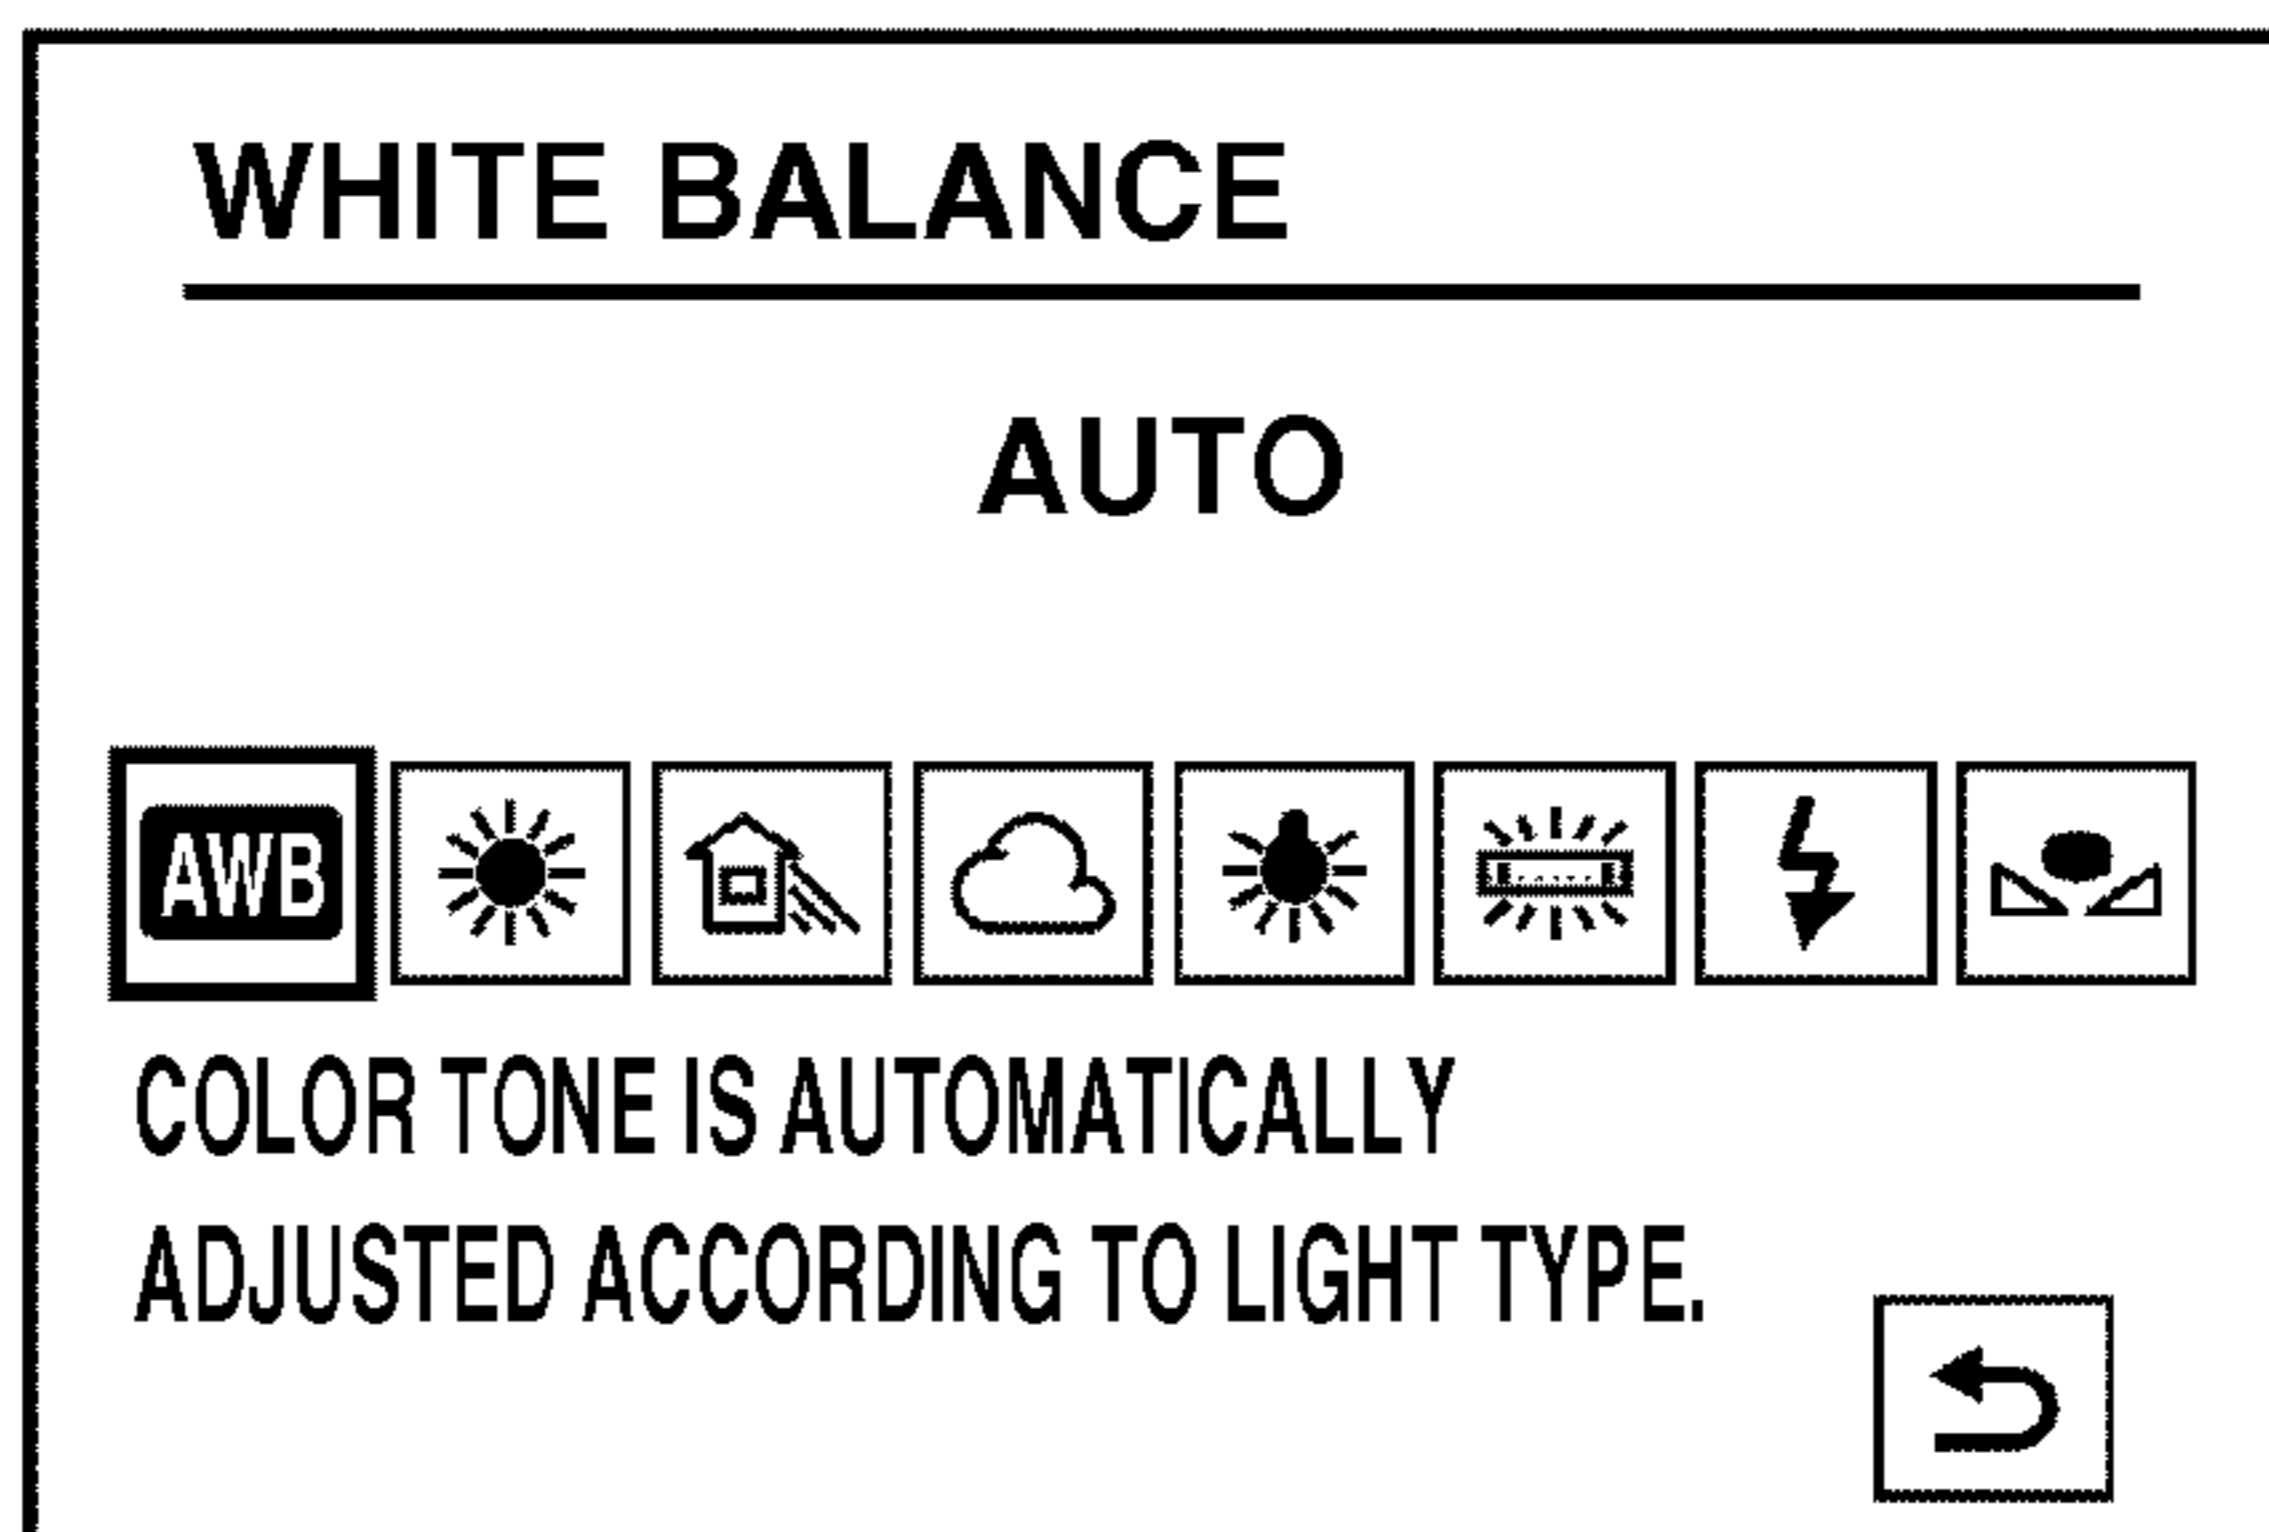 WHITE BALANCE
AUTO
AWB
COLOR TONE IS AUTOMATICALLY
ADJUSTED ACCORDING TO LIGHT TYPE.